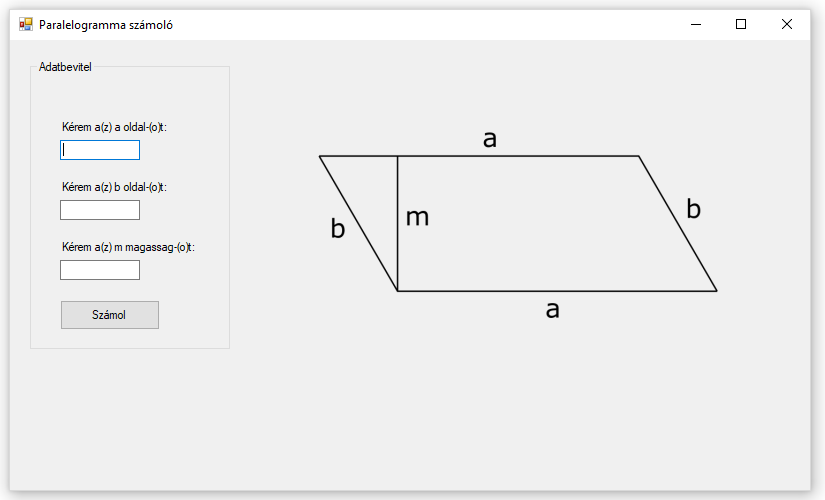 Paralelogramma számoló
Adatbevitel
Kérem a(z) a oldal-(o)t:
Kérem a(z) b oldal-(o)t:
Kérem a(z) m magassag-(o)t:
Számol
a
b
m
b
a